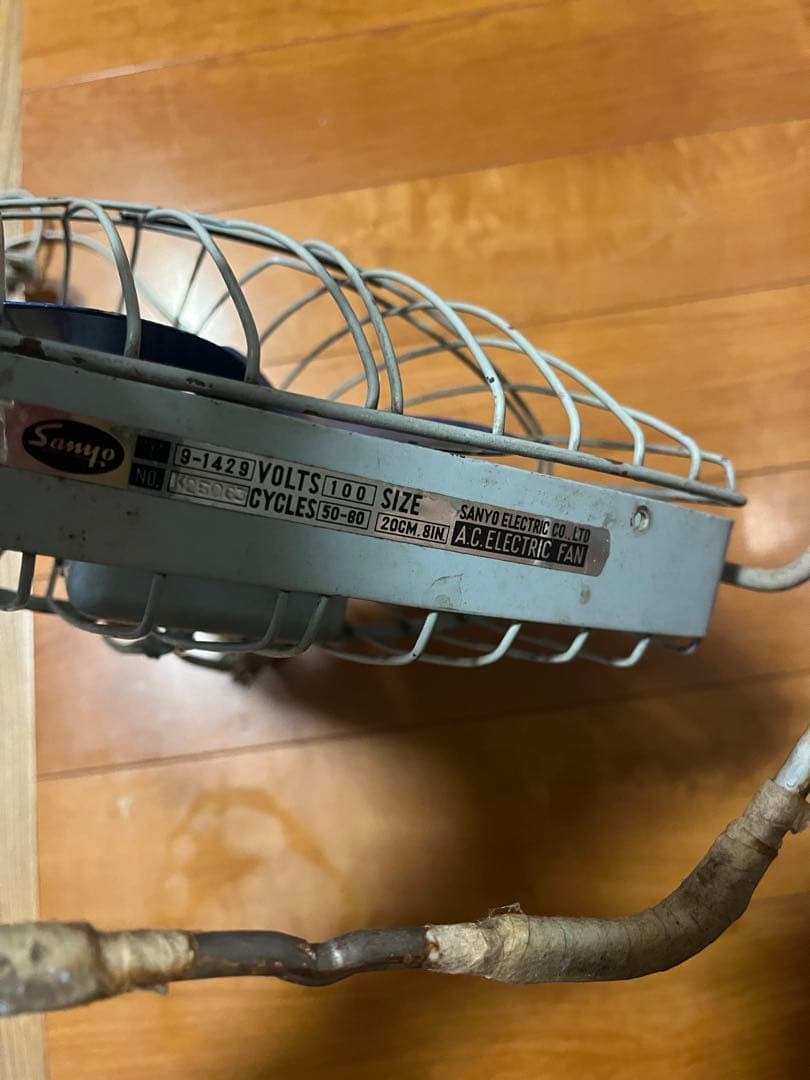 Sanyo
9-1429 VOLTS 100 SIZE SANYO ELECTRIC CO., LTD
NO. CYCLES 50-60 20CM, 8IN. A.C. ELECTRIC FAN